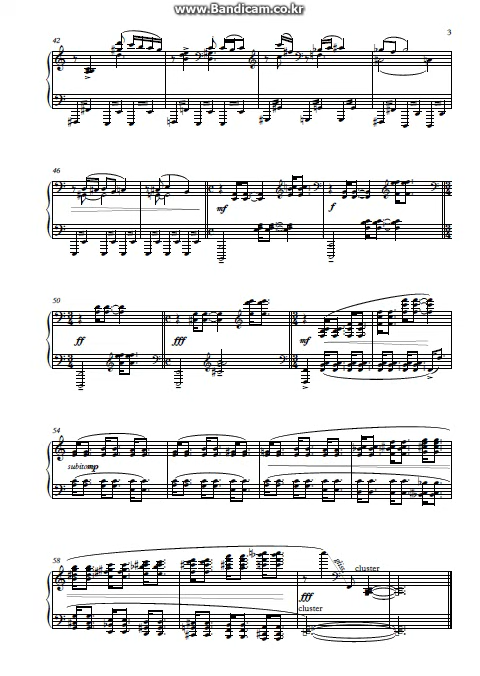 www.Bandicam.co.kr
3
42
46
mf
f
50
ff
fff
mf
54
subito mp
58
gliss.
cluster
fff
cluster